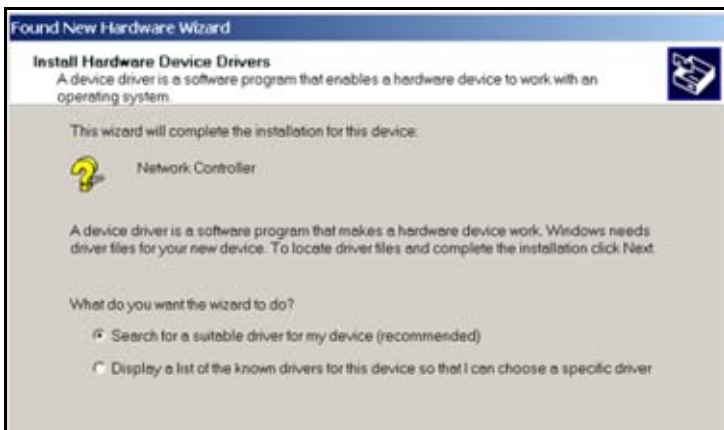 Found New Hardware Wizard
Install Hardware Device Drivers
A device driver is a software program that enables a hardware device to work with an
operating system.
This wizard will complete the installation for this device:
Network Controller
A device driver is a software program that makes a hardware device work. Windows needs
driver files for your new device. To locate driver files and complete the installation click Next
What do you want the wizard to do?
Search for a suitable driver for my device (recommended)
Display a list of the known drivers for this device so that I can choose a specific driver